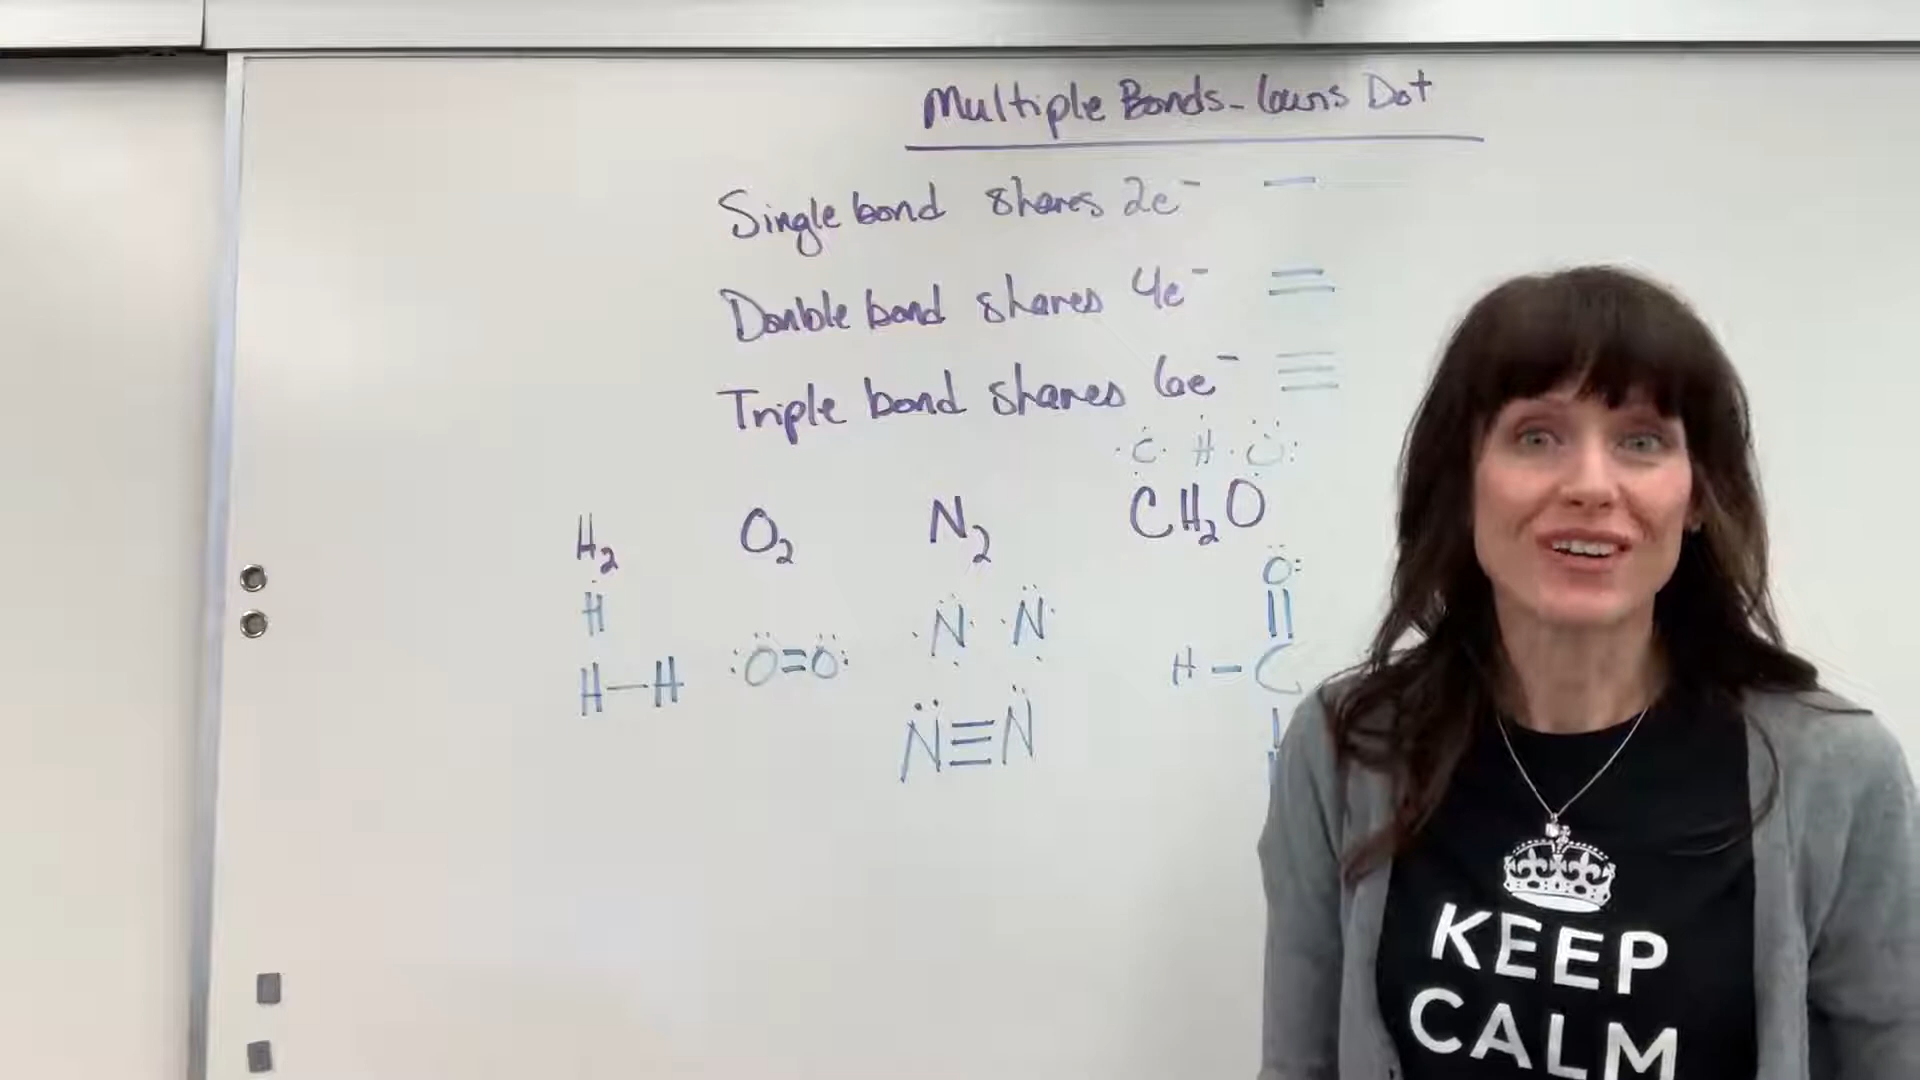 Multiple Bonds - Lewis Dot
Single bond shares 2e⁻ —
Double bond shares 4e⁻ =
Triple bond shares 6e⁻ ≡
C H O
H₂ O₂ N₂ CH₂O
H N N O
H—H O=O N≡N H-C
KEEP
CALM